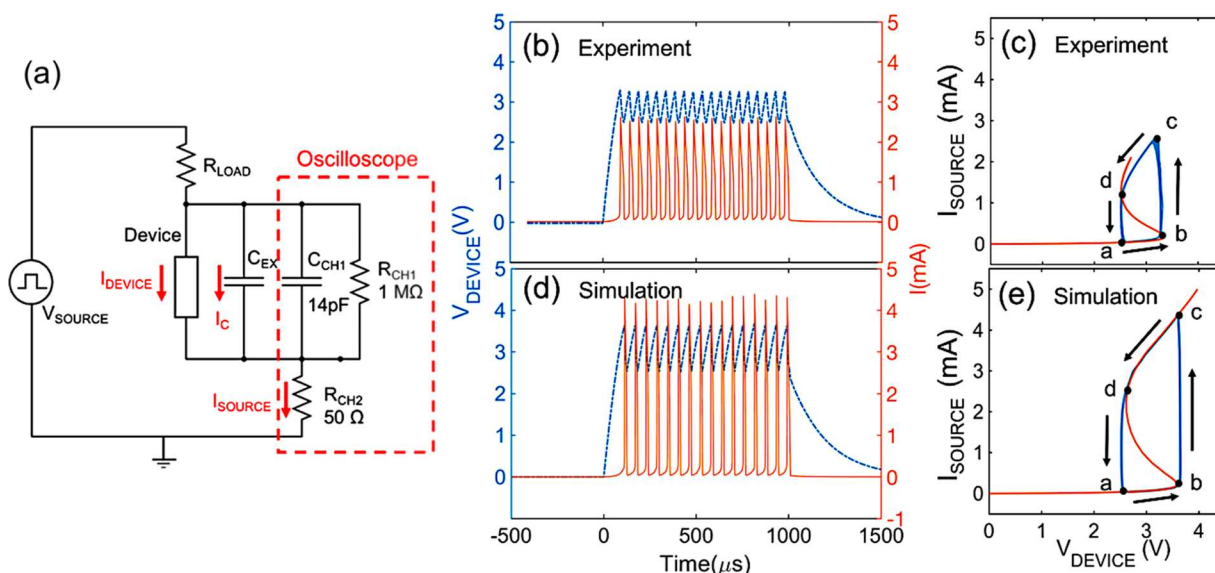 (a)
R_LOAD
Oscilloscope
Device
I_DEVICE
V_SOURCE
C_EX
I_C
C_CH1
14pF
R_CH1
1 MΩ
I_SOURCE
R_CH2
50 Ω
(b) Experiment
5
4
3
2
1
0
5
4
3
2
1
0
(d) Simulation
5
4
3
2
1
0
5
4
3
2
1
0
-1
V_DEVICE(V)
I(mA)
-500 0 500 1000 1500
Time(μs)
(c) Experiment
I_SOURCE (mA)
5
4
3
2
1
0
c
d
a
b
(e) Simulation
I_SOURCE (mA)
5
4
3
2
1
0
c
d
a
b
0 1 2 3 4
V_DEVICE (V)